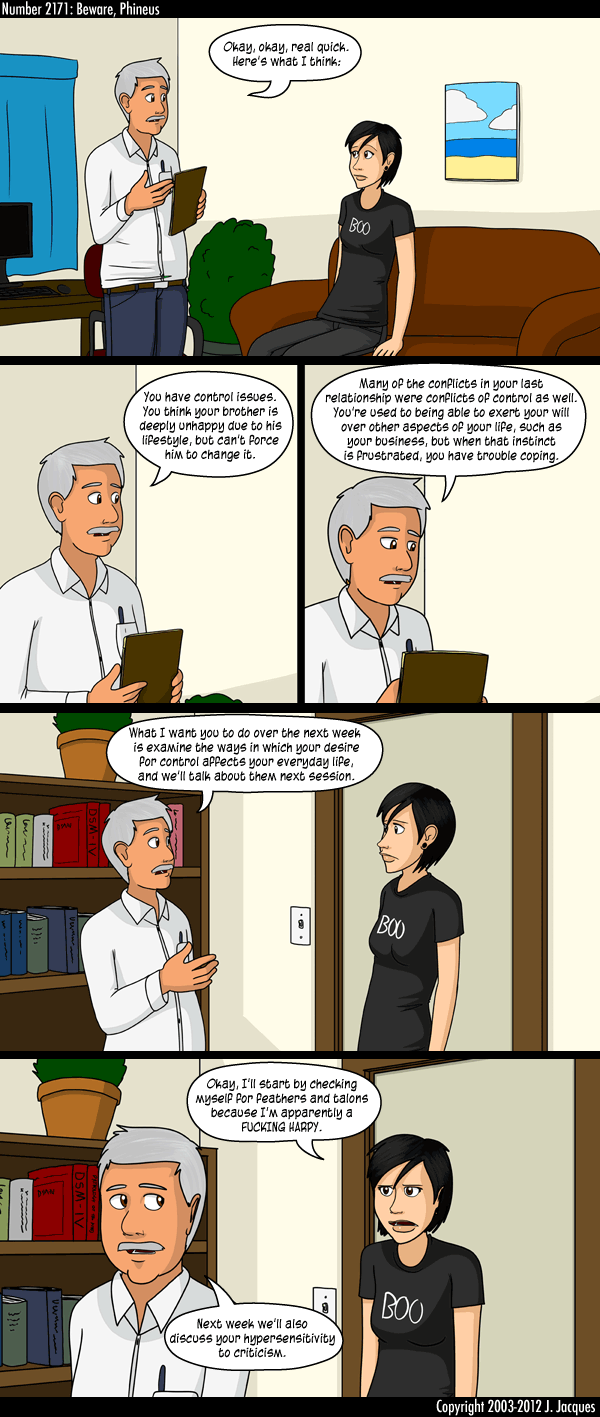 Number 2171: Beware, Phineus
Okay, okay, real quick.
Here's what I think:
BOO
You have control issues.
You think your brother is
deeply unhappy due to his
lifestyle, but can't force
him to change it.
Many of the conflicts in your last
relationship were conflicts of control as well.
You're used to being able to exert your will
over other aspects of your life, such as
your business, but when that instinct
is frustrated, you have trouble coping.
What I want you to do over the next week
is examine the ways in which your desire
for control affects your everyday life,
and we'll talk about them next session.
DSM
DSM-IV
BOO
Okay, I'll start by checking
myself for feathers and talons
because I'm apparently a
FUCKING HARPY.
DSM
DSM-IV
BOO
Next week we'll also
discuss your hypersensitivity
to criticism.
Copyright 2003-2012 J. Jacques